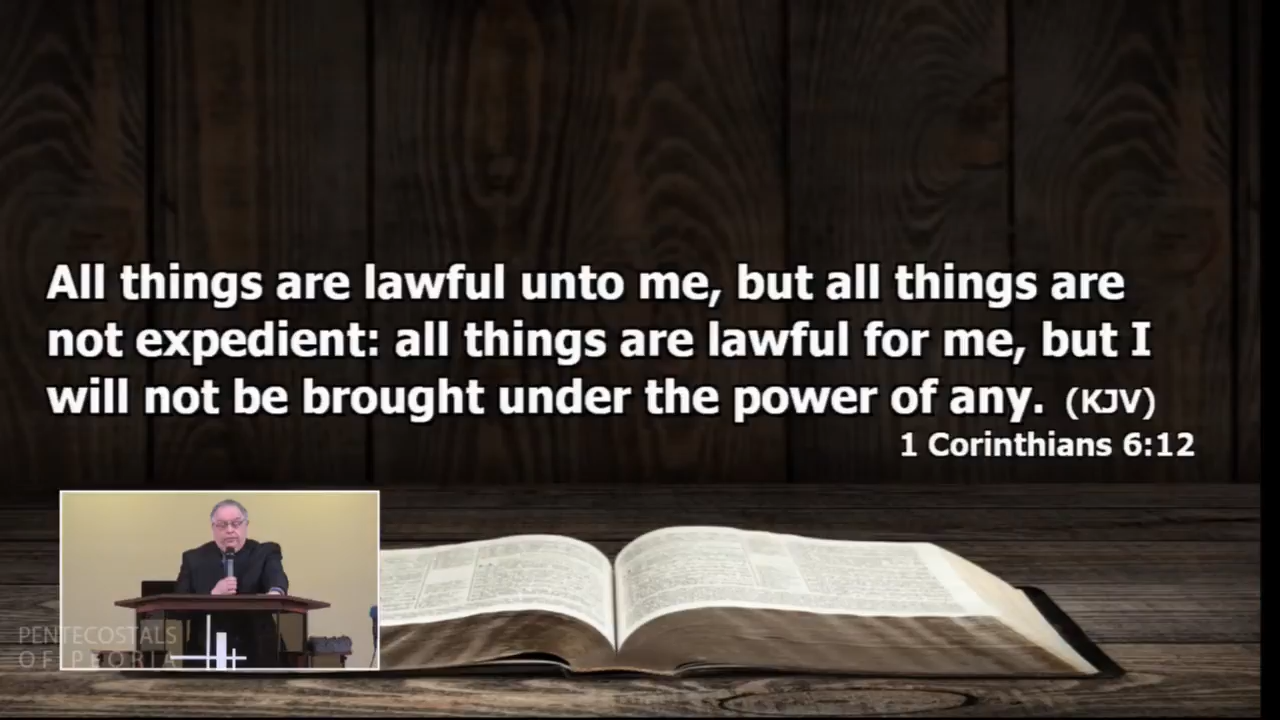 All things are lawful unto me, but all things are
not expedient: all things are lawful for me, but I
will not be brought under the power of any. (KJV)
1 Corinthians 6:12
PENTECOSTALS
OF PEORIA